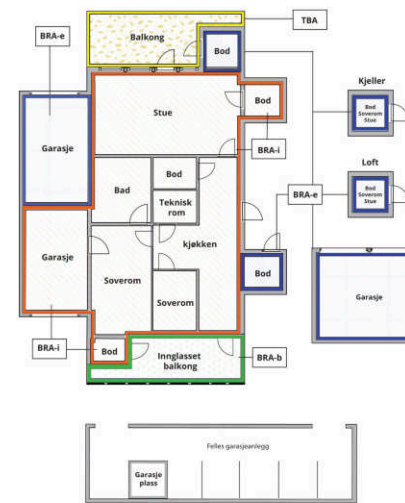 TBA
BRA-e
Balkong
Bod
Kjeller
Stue
Bod
Bod
Soverom
Stue
Garasje
BRA-i
Loft
Bod
Bad
Teknisk
rom
BRA-e
Bod
Soverom
Stue
Garasje
kjøkken
Soverom
Bod
Garasje
Soverom
BRA-i
Bod
Innglasset
balkong
BRA-b
Felles garasjeanlegg
Garasje
plass